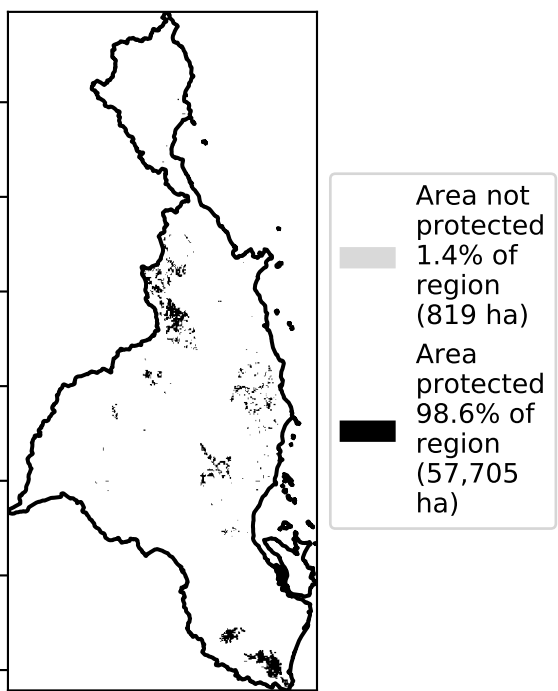 Area not
protected
1.4% of
region
(819 ha)
Area
protected
98.6% of
region
(57,705
ha)